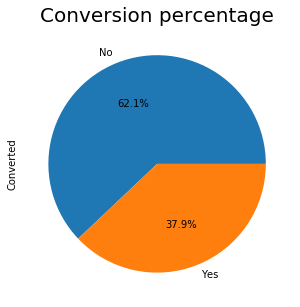 Conversion percentage
No
62.1%
Converted
37.9%
Yes